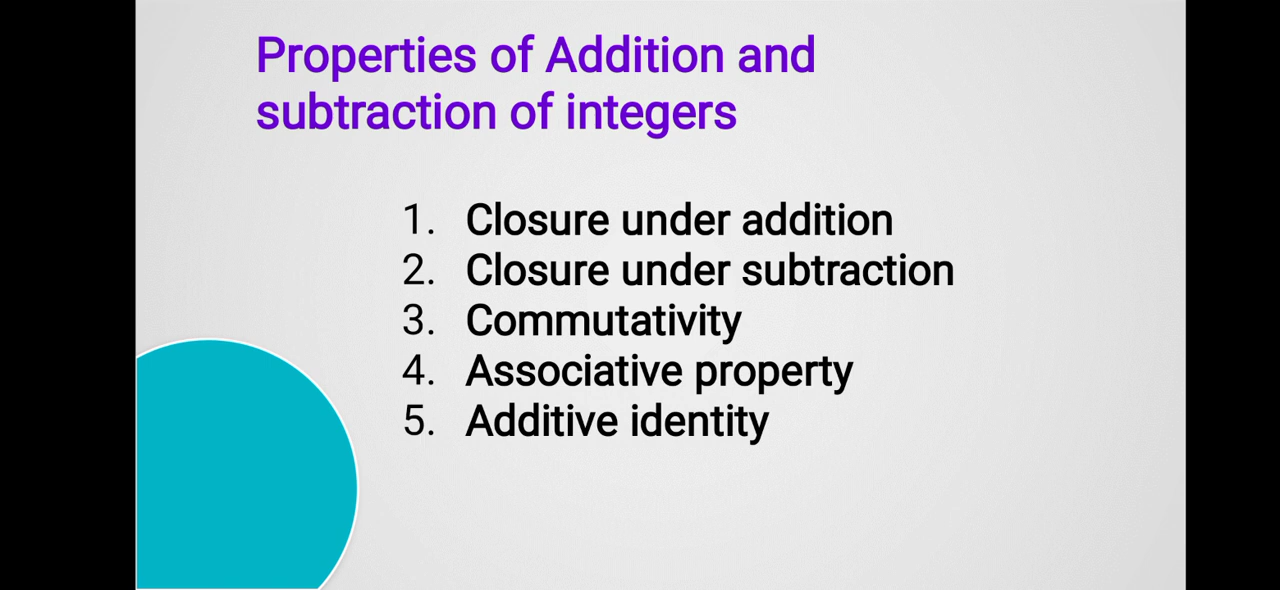 Properties of Addition and
subtraction of integers
1. Closure under addition
2. Closure under subtraction
3. Commutativity
4. Associative property
5. Additive identity